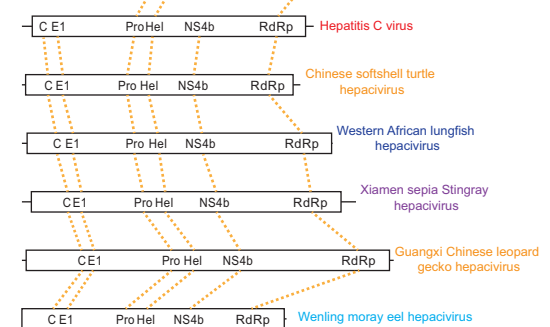 C E1 Pro Hel NS4b RdRp Hepatitis C virus
C E1 Pro Hel NS4b RdRp Chinese softshell turtle
hepacivirus
C E1 Pro Hel NS4b RdRp Western African lungfish
hepacivirus
C E1 Pro Hel NS4b RdRp Xiamen sepia Stingray
hepacivirus
C E1 Pro Hel NS4b RdRp Guangxi Chinese leopard
gecko hepacivirus
C E1 Pro Hel NS4b RdRp Wenling moray eel hepacivirus